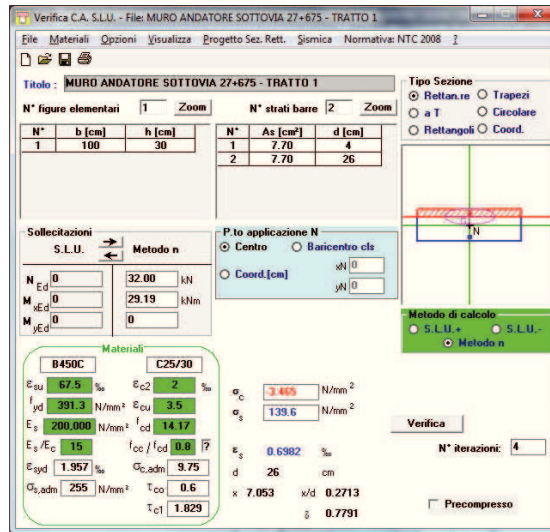 Verifica C.A. S.L.U. - File: MURO ANDATORE SOTTOVIA 27+675 - TRATTO 1
File Materiali Opzioni Visualizza Progetto Sez. Rett. Sismica Normativa: NTC 2008 ?
Titolo : MURO ANDATORE SOTTOVIA 27+675 - TRATTO 1
N° figure elementari 1 Zoom N° strati barre 2 Zoom
N° b [cm] h [cm]
1 100 30
N° As [cm²] d [cm]
1 7.70 4
2 7.70 26
Tipo Sezione
Rettan.re Trapezi
a T Circolare
Rettangoli Coord.
N
Sollecitazioni
S.L.U. Metodo n
N Ed 0 32.00 kN
M xEd 0 29.19 kNm
M yEd 0 0
P.to applicazione N
Centro Baricentro cls
Coord.[cm] xN 0
yN 0
Metodo di calcolo
S.L.U.+ S.L.U.-
Metodo n
Materiali
B450C C25/30
εsu 67.5 ‰ εc2 2 ‰
fyd 391.3 N/mm² εcu 3.5
Es 200,000 N/mm² fcd 14.17
Es/Ec 15 fcc / fcd 0.8 ?
εsyd 1.957 ‰ σc,adm 9.75
σs,adm 255 N/mm² τco 0.6
τc1 1.829
σc -3.465 N/mm²
σs 139.6 N/mm²
εs 0.6982 ‰
d 26 cm
x 7.053 x/d 0.2713
δ 0.7791
Verifica
N° iterazioni: 4
Precompresso